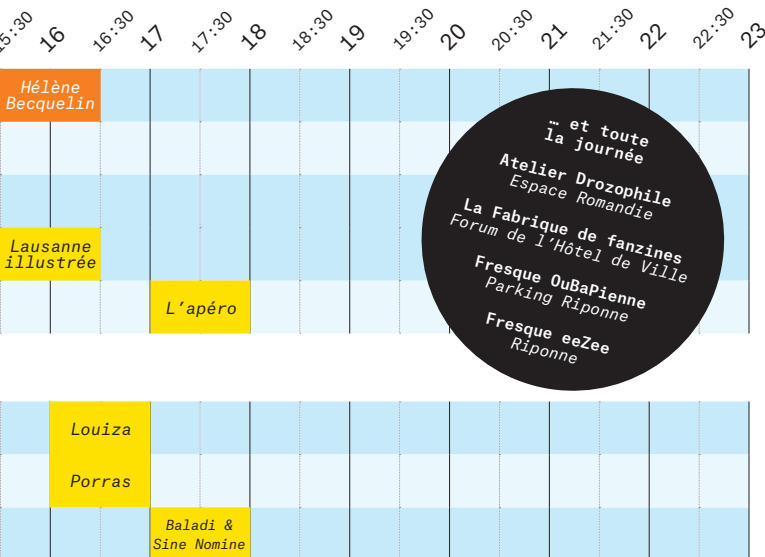 15:30 16 16:30 17 17:30 18 18:30 19 19:30 20 20:30 21 21:30 22 22:30 23
Hélène
Becquelin
… et toute
la journée
Atelier Drozophile
Espace Romandie
La Fabrique de fanzines
Forum de l’Hôtel de Ville
Fresque OuBaPienne
Parking Riponne
Fresque eeZee
Riponne
Lausanne
illustrée
L’apéro
Louiza
Porras
Baladi &
Sine Nomine